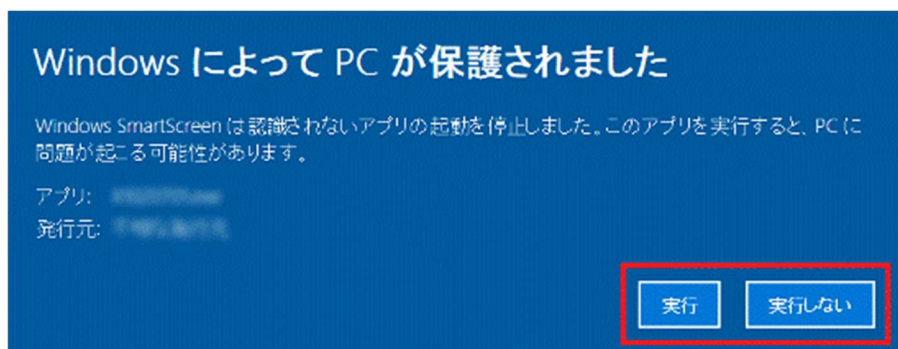 Windows によって PC が保護されました
Windows SmartScreen は認識されないアプリの起動を停止しました。このアプリを実行すると、PC に
問題が起こる可能性があります。
アプリ:
発行元:
実行
実行しない